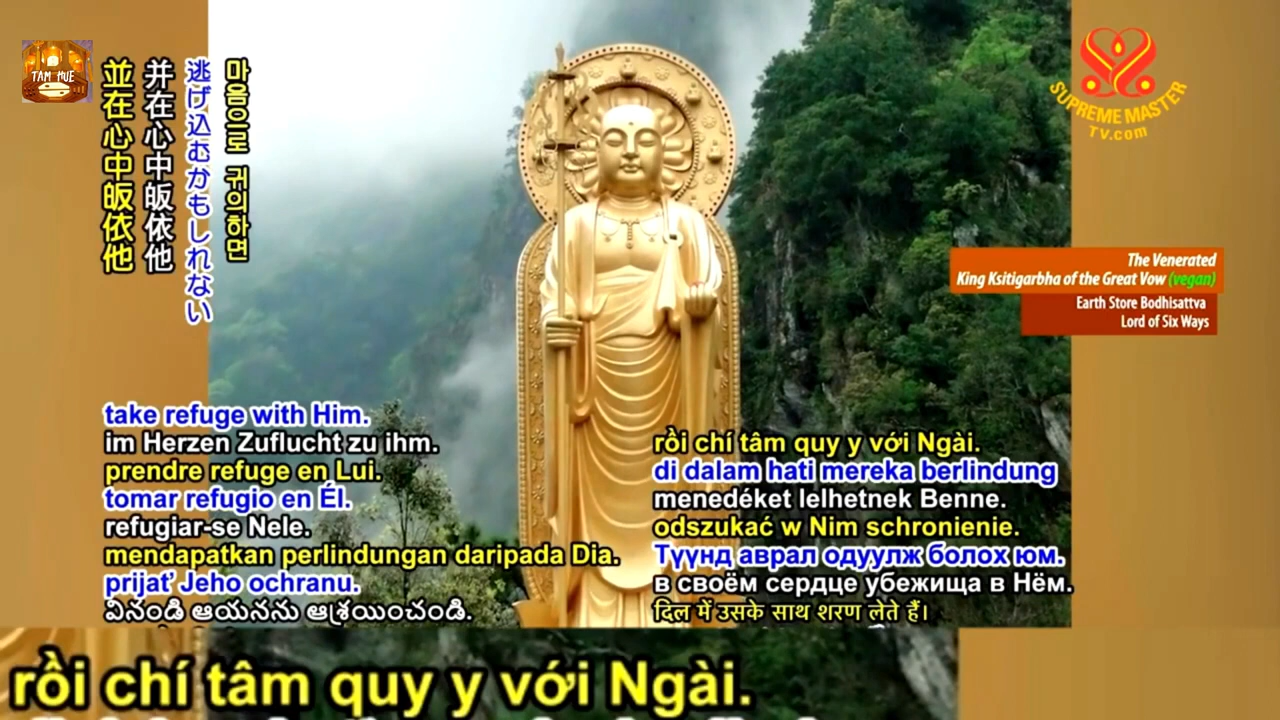 TÂM HUỆ
並在心中皈依他
并在心中皈依他
逃げ込むかもしれない
마음으로 귀의하면
SUPREME MASTER
TV.com
The Venerated
King Ksitigarbha of the Great Vow (vegan)
Earth Store Bodhisattva
Lord of Six Ways
take refuge with Him.
im Herzen Zuflucht zu ihm.
prendre refuge en Lui.
tomar refugio en Él.
refugiar-se Nele.
mendapatkan perlindungan daripada Dia.
prijať Jeho ochranu.
వినండి ఆయనను ఆశ్రయించండి.
rồi chí tâm quy y với Ngài.
di dalam hati mereka berlindung
menedéket lelhetnek Benne.
odszukać w Nim schronienie.
Түүнд аврал одуулж болох юм.
в своём сердце убежища в Нём.
दिल में उसके साथ शरण लेते हैं।
rồi chí tâm quy y với Ngài.